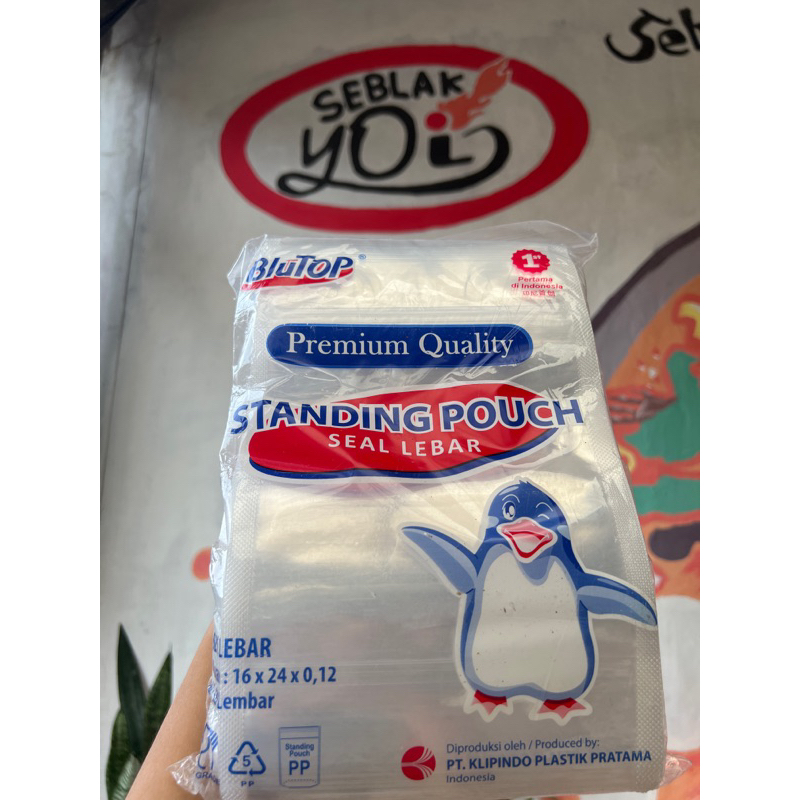 SEBLAK
yoi
Seb
BluTOP®
1st
Pertama
di Indonesia
Premium Quality
STANDING POUCH
SEAL LEBAR
LEBAR
: 16 x 24 x 0,12
Lembar
5
PP
Standing
Pouch
PP
Diproduksi oleh / Produced by:
PT. KLIPINDO PLASTIK PRATAMA
Indonesia